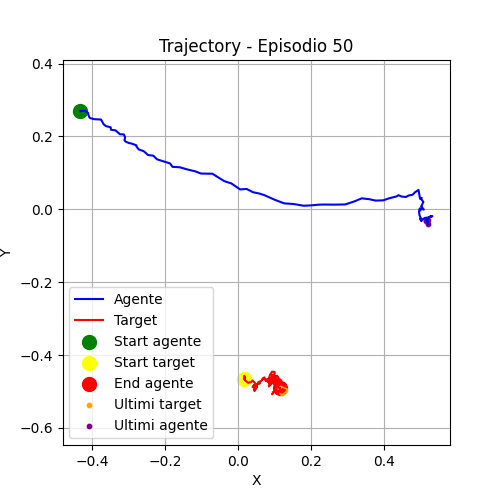 Trajectory - Episodio 50
0.4
0.2
0.0
−0.2
−0.4
−0.6
Y
Agente
Target
Start agente
Start target
End agente
Ultimi target
Ultimi agente
−0.4 −0.2 0.0 0.2 0.4
X